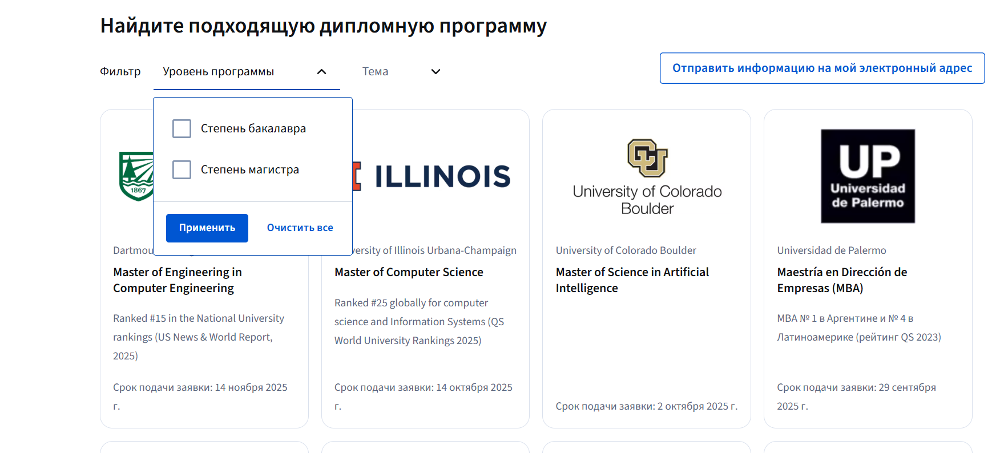 Найдите подходящую дипломную программу
Фильтр
Уровень программы
Тема
Отправить информацию на мой электронный адрес
Степень бакалавра
Степень магистра
Применить
Очистить все
1867
ILLINOIS
University of Colorado
Boulder
UP
Universidad
de Palermo
Master of Engineering in
Computer Engineering
Ranked #15 in the National University
rankings (US News & World Report,
2025)
Срок подачи заявки: 14 ноября 2025
г.
of Illinois Urbana-Champaign
Master of Computer Science
Ranked #25 globally for computer
science and Information Systems (QS
World University Rankings 2025)
Срок подачи заявки: 14 октября 2025
г.
University of Colorado Boulder
Master of Science in Artificial
Intelligence
Срок подачи заявки: 2 октября 2025 г.
Universidad de Palermo
Maestría en Dirección de
Empresas (MBA)
MBA № 1 в Аргентине и № 4 в
Латиноамерике (рейтинг QS 2023)
Срок подачи заявки: 29 сентября
2025 г.